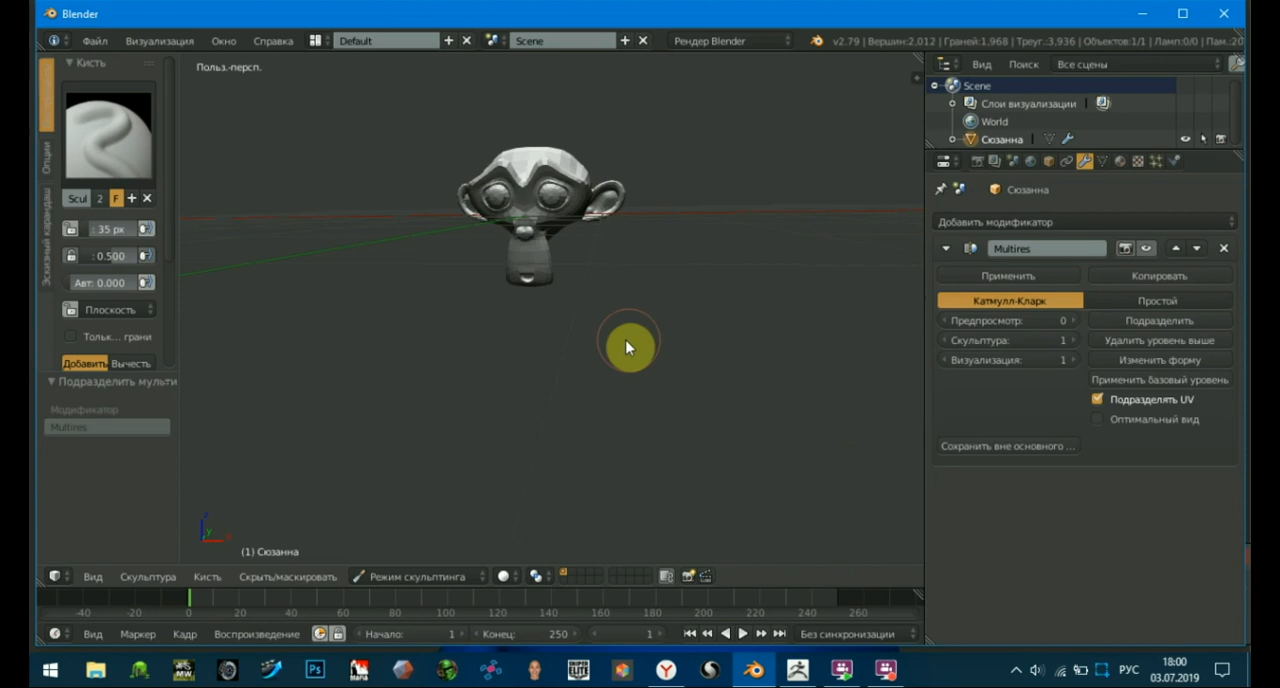 Blender
Файл Визуализация Окно Справка Default Scene Рендер Blender v2.79 | Вершин:2,012 | Граней:1,968 | Треуг.:3,936 | Объектов:1/1 | Ламп:0/0 | Пам.:20
Кисть
Польз.-персп.
Вид Поиск Все сцены
Scene
Слои визуализации
World
Сюзанна
Опции
Эскизный карандаш
Scul 2 F
: 35 px
: 0.500
Авт: 0.000
Плоскость
Тольк... грани
Добавить Вычесть
Подразделить мульти
Модификатор
Multires
Сюзанна
Добавить модификатор
Multires
Применить Копировать
Катмулл-Кларк Простой
Предпросмотр: 0 Подразделить
Скульптура: 1 Удалить уровень выше
Визуализация: 1 Изменить форму
Применить базовый уровень
Подразделять UV
Оптимальный вид
Сохранить вне основного ...
(1) Сюзанна
Вид Скульптура Кисть Скрыть/маскировать Режим скульптинга
-40 -20 0 20 40 60 80 100 120 140 160 180 200 220 240 260
Вид Маркер Кадр Воспроизведение Начало: 1 Конец: 250 1 Без синхронизации
Ps РУС 18:00
03.07.2019